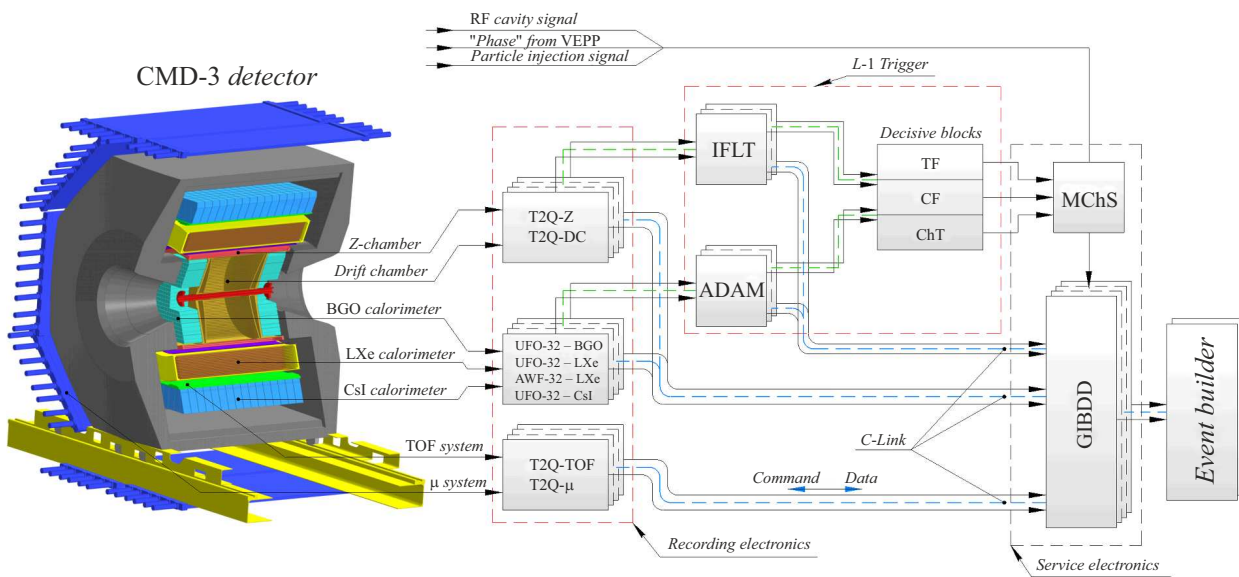 RF cavity signal
"Phase" from VEPP
Particle injection signal
CMD-3 detector
L-1 Trigger
Decisive blocks
IFLT
TF
CF
ChT
MChS
T2Q-Z
T2Q-DC
Z-chamber
Drift chamber
ADAM
BGO calorimeter
LXe calorimeter
CsI calorimeter
UFO-32 – BGO
UFO-32 – LXe
AWF-32 – LXe
UFO-32 – CsI
GIBDD
Event builder
C-Link
TOF system
μ system
T2Q-TOF
T2Q-μ
Command Data
Recording electronics
Service electronics